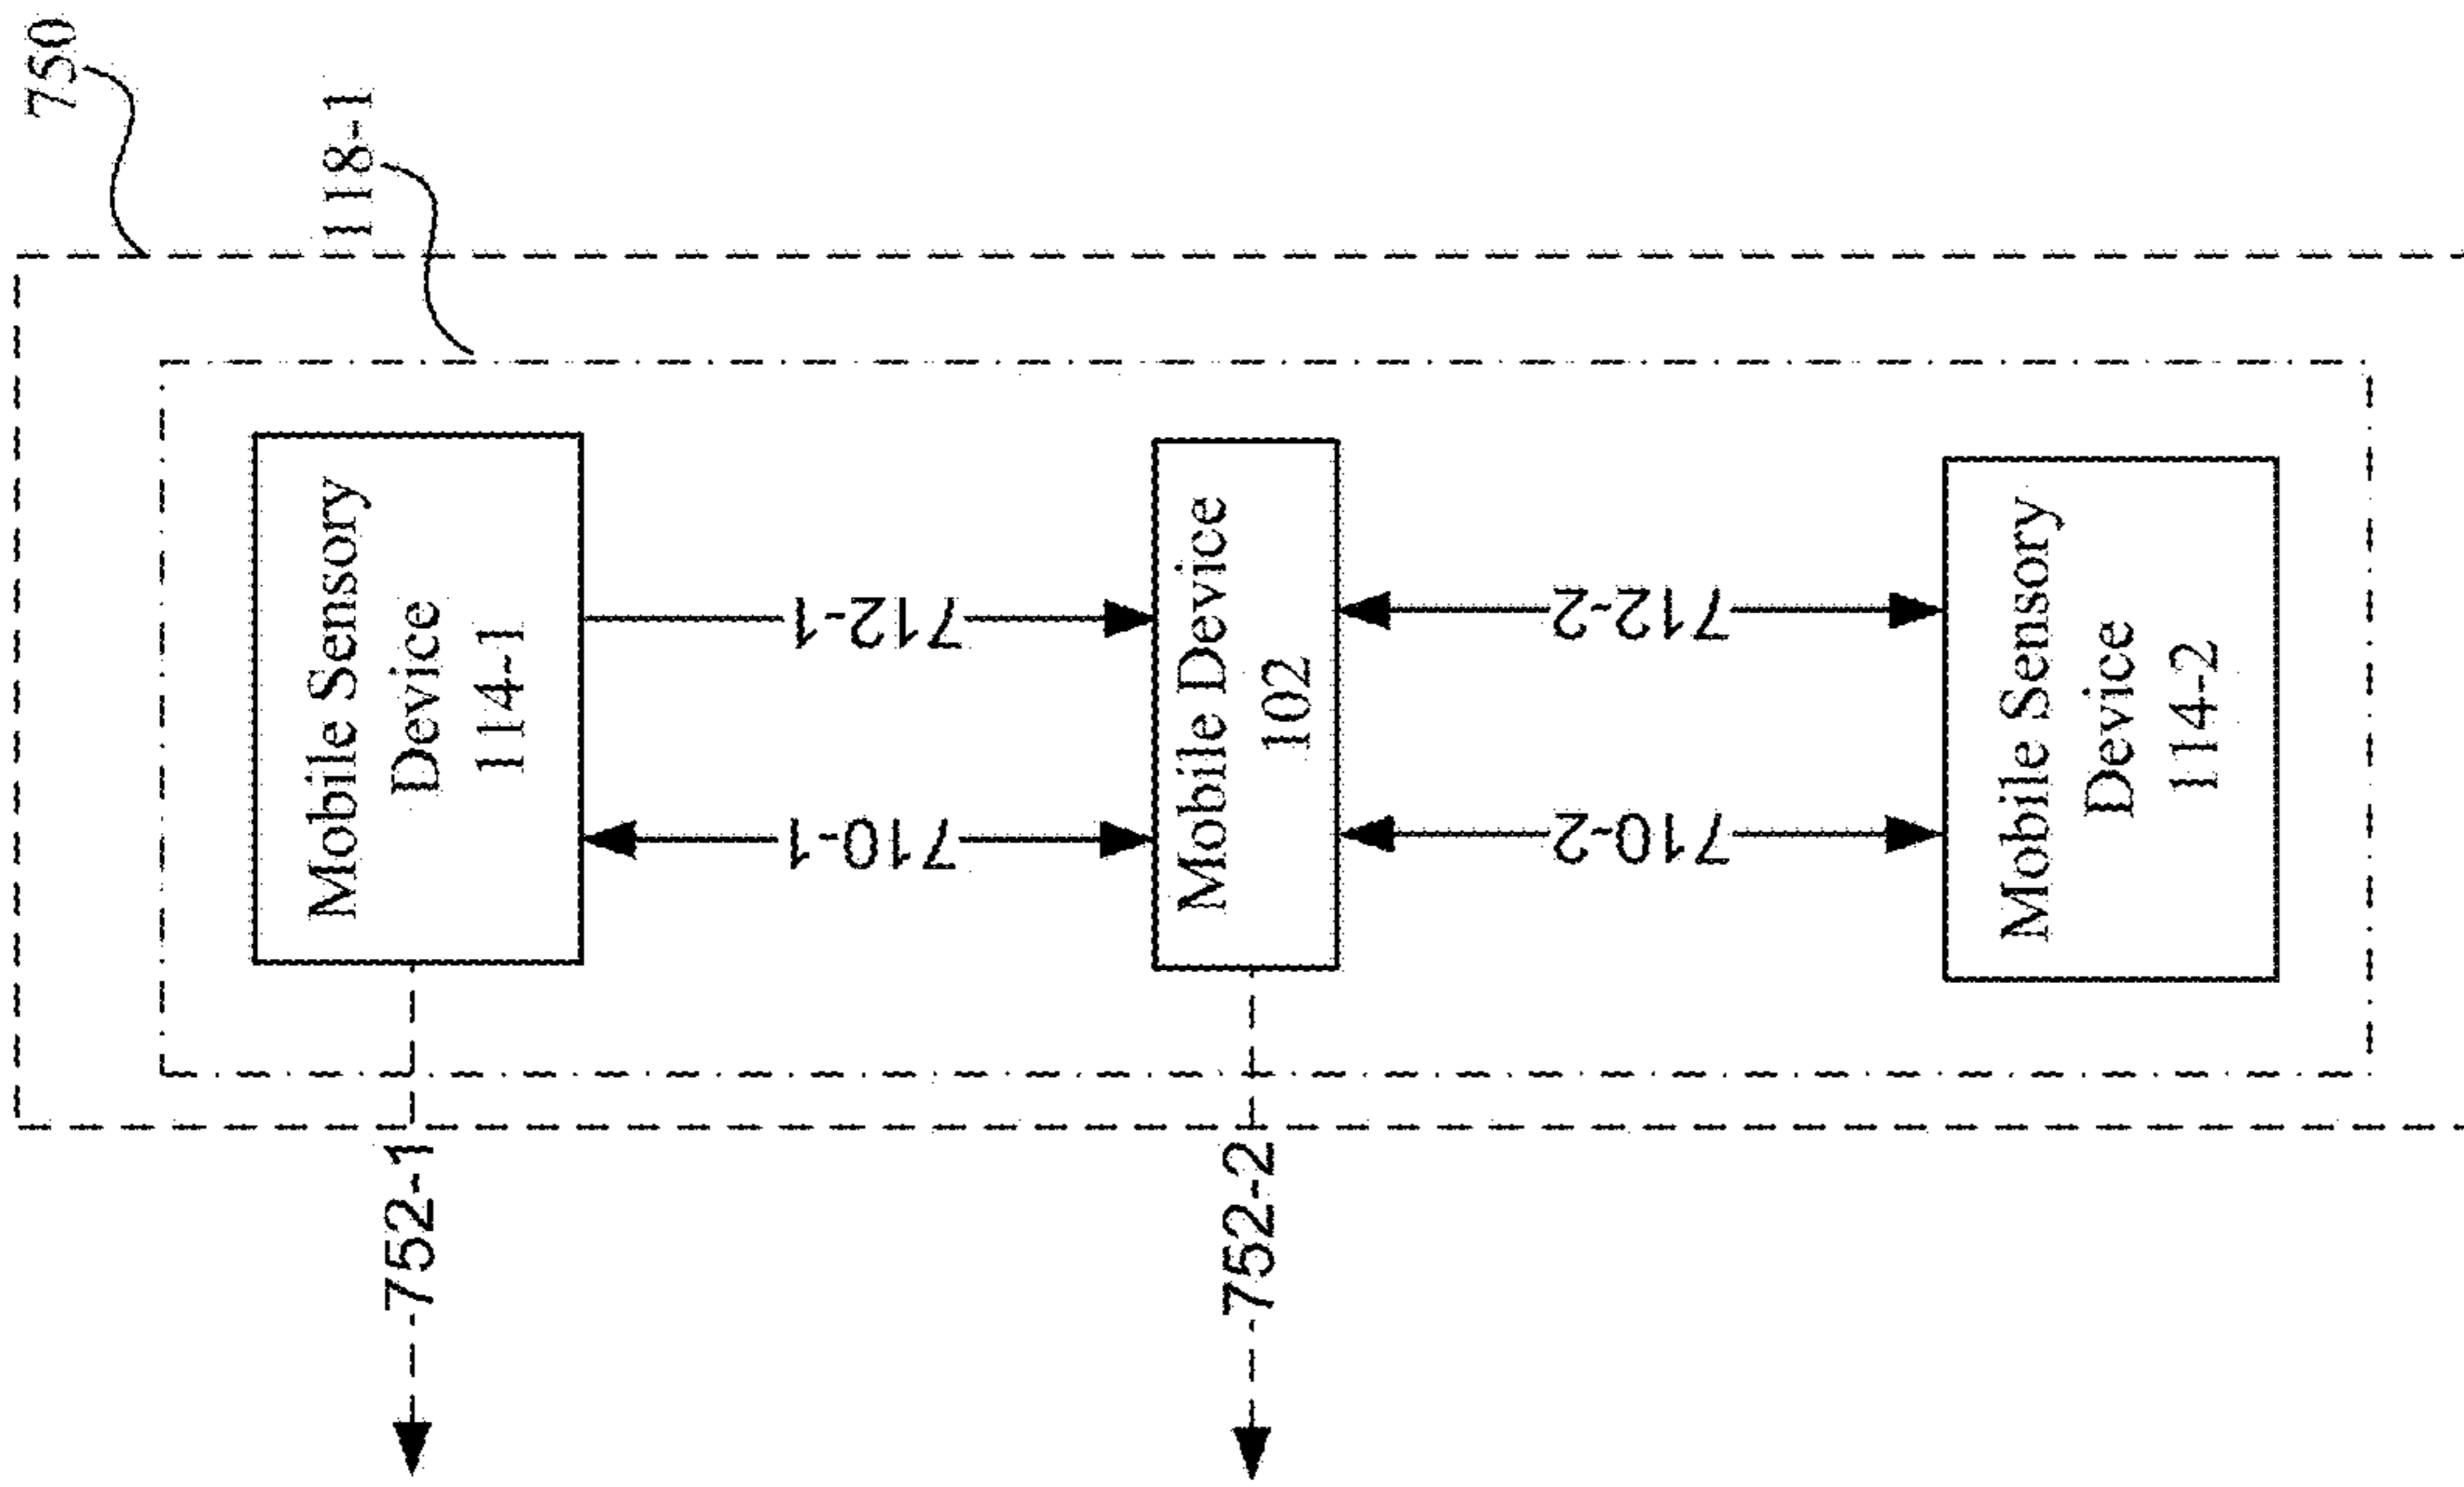 750
118-1
Mobile Sensory
Device
114-1
712-1
710-1
Mobile Device
102
712-2
710-2
Mobile Sensory
Device
114-2
752-1
752-2